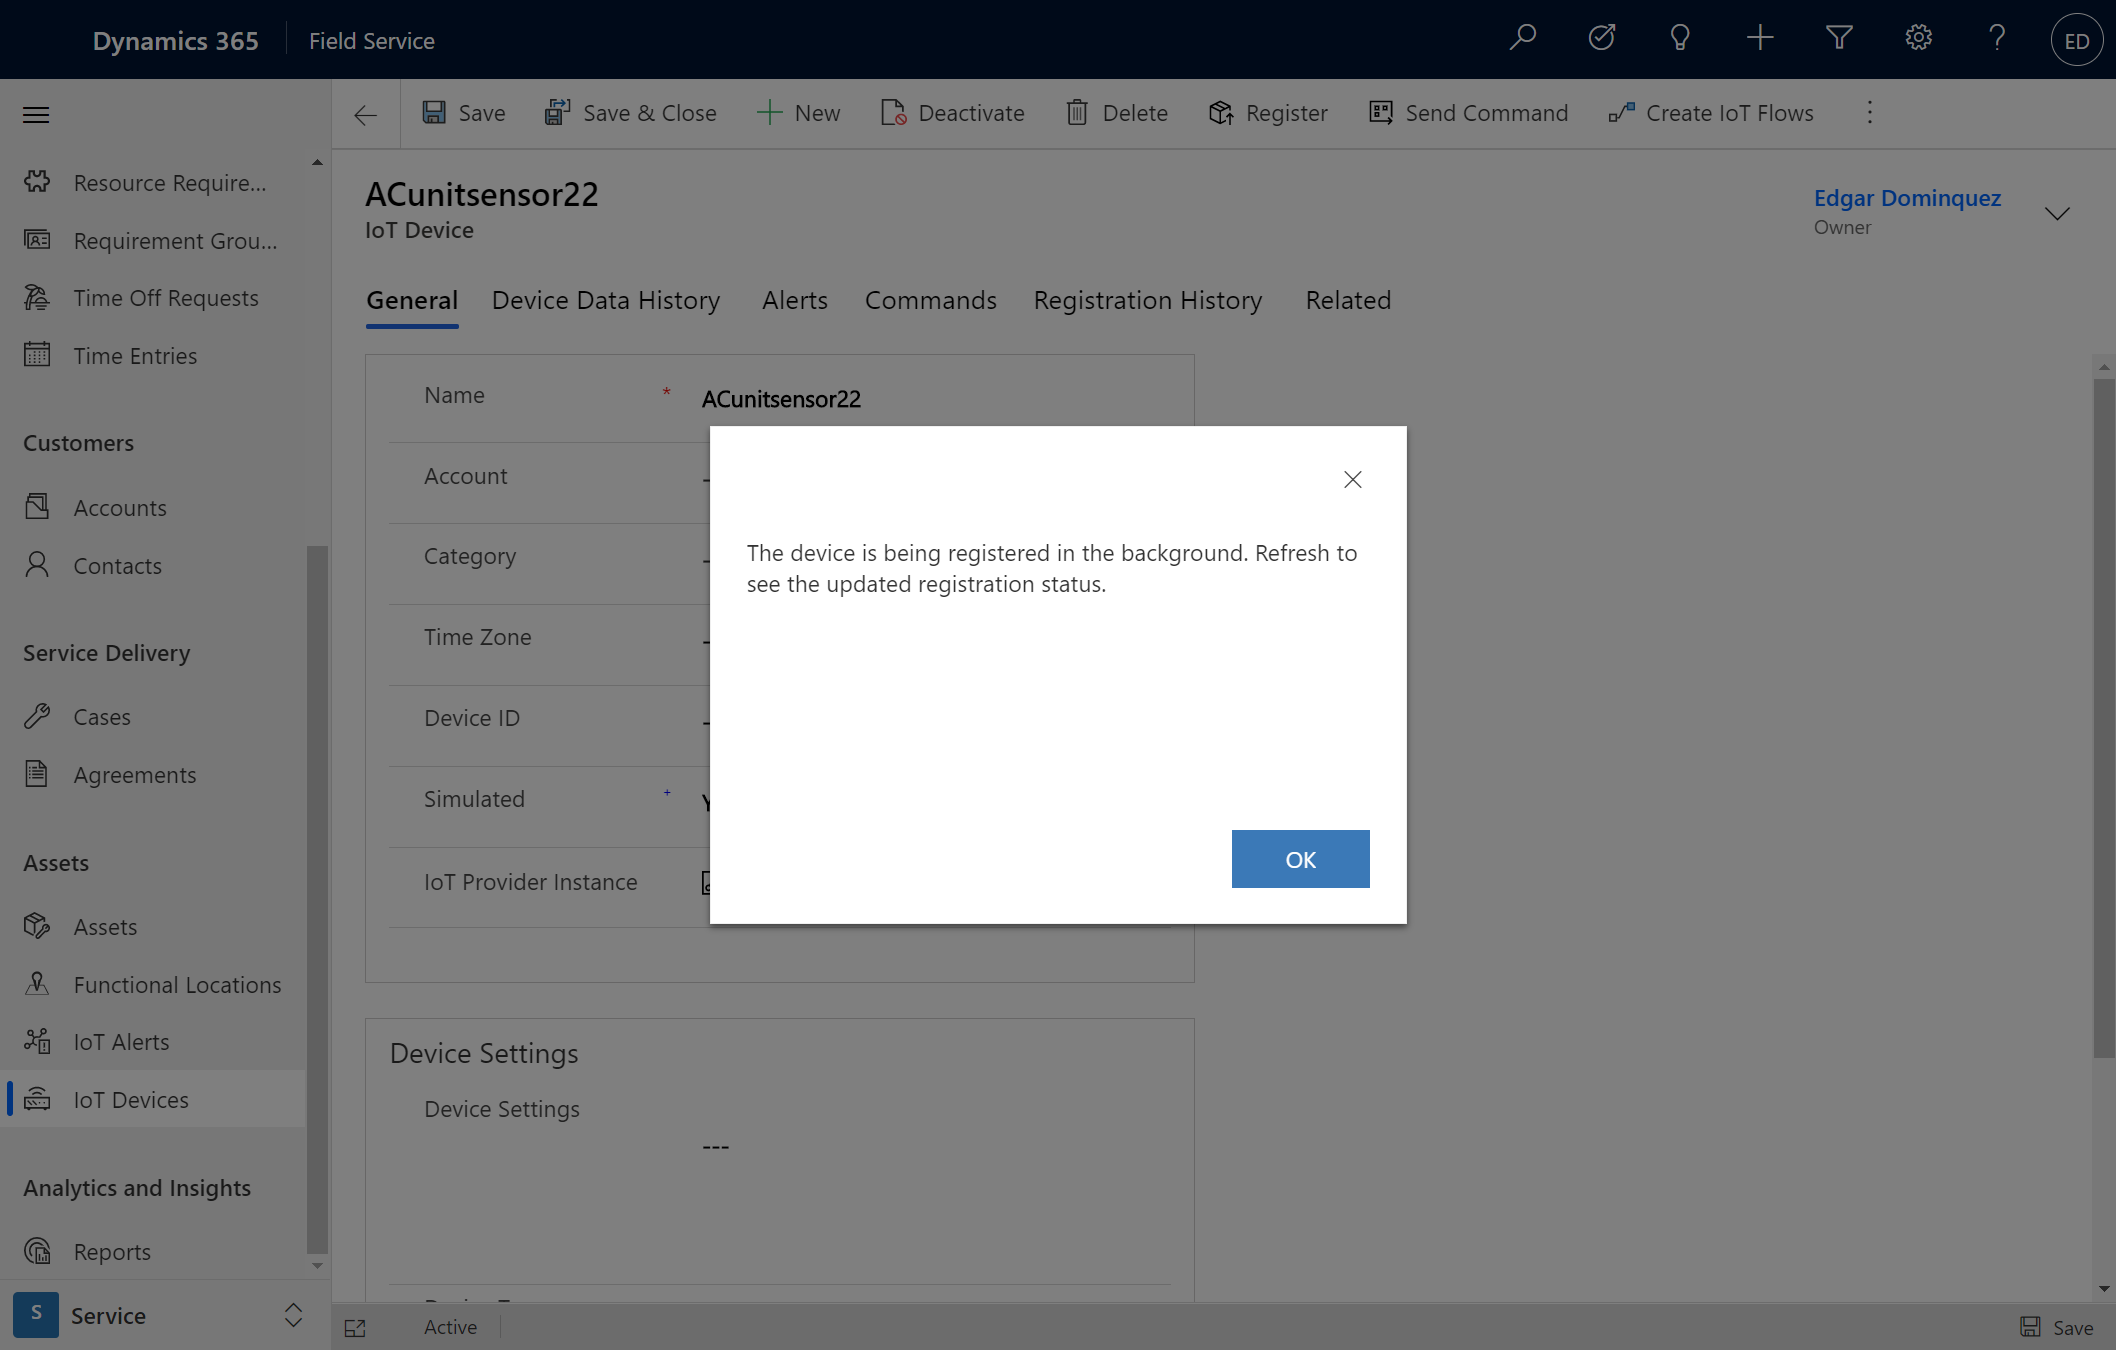 Dynamics 365
Field Service
ED
Save
Save & Close
New
Deactivate
Delete
Register
Send Command
Create IoT Flows
Resource Require...
Requirement Grou...
Time Off Requests
Time Entries
Customers
Accounts
Contacts
Service Delivery
Cases
Agreements
Assets
Assets
Functional Locations
IoT Alerts
IoT Devices
Analytics and Insights
Reports
S
Service
ACunitsensor22
IoT Device
Edgar Dominquez
Owner
General
Device Data History
Alerts
Commands
Registration History
Related
Name * ACunitsensor22
Account
Category
Time Zone
Device ID
Simulated +
IoT Provider Instance
The device is being registered in the background. Refresh to
see the updated registration status.
OK
Device Settings
Device Settings
---
Active
Save